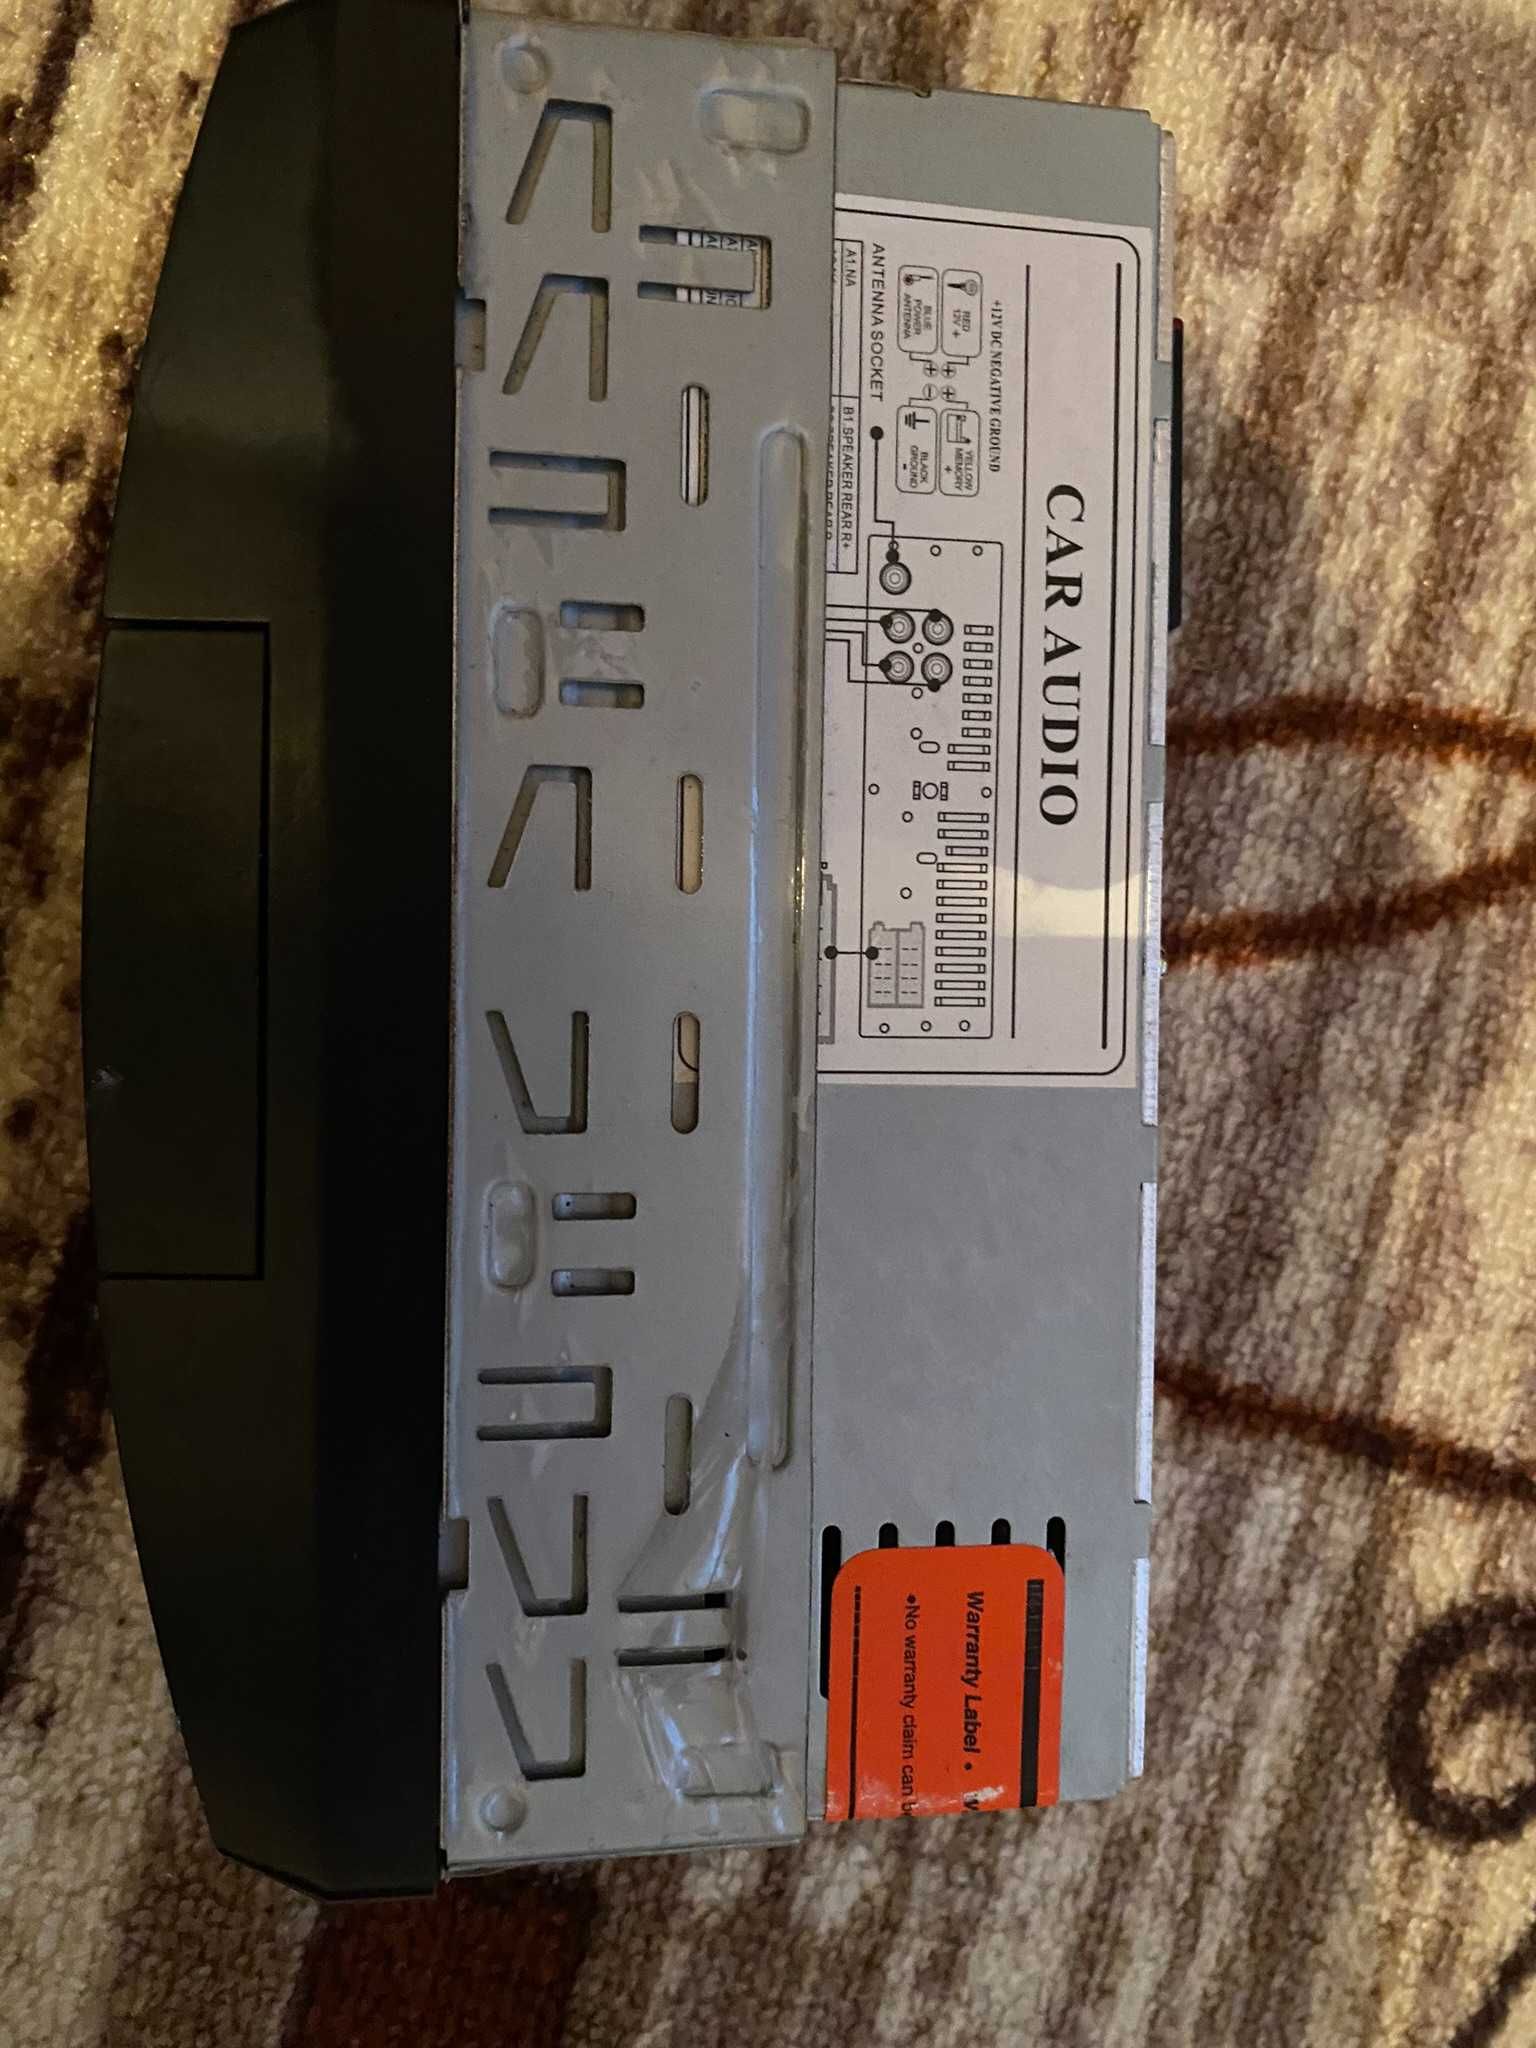 CAR AUDIO
+12V DC NEGATIVE GROUND
RED
12V +
YELLOW
MEMORY
+
BLUE
POWER
ANTENNA
BLACK
GROUND
-
ANTENNA SOCKET
A1.NA
B1.SPEAKER REAR R+
Warranty Label •
•No warranty claim can